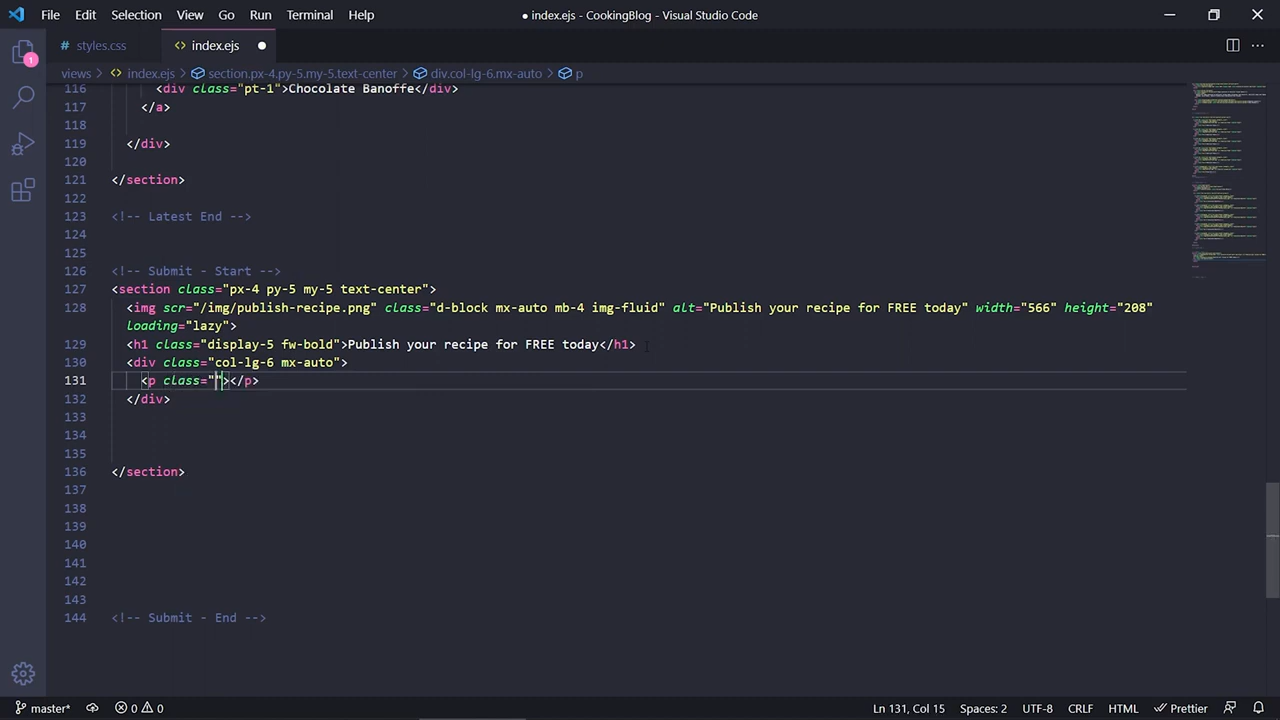 File Edit Selection View Go Run Terminal Help
● index.ejs - CookingBlog - Visual Studio Code
# styles.css
<> index.ejs ●
views > <> index.ejs > section.px-4.py-5.my-5.text-center > div.col-lg-6.mx-auto > p
1
116 <div class="pt-1">Chocolate Banoffe</div>
117 </a>
118
119 </div>
120
121 </section>
122
123 <!-- Latest End -->
124
125
126 <!-- Submit - Start -->
127 <section class="px-4 py-5 my-5 text-center">
128 <img scr="/img/publish-recipe.png" class="d-block mx-auto mb-4 img-fluid" alt="Publish your recipe for FREE today" width="566" height="208"
loading="lazy">
129 <h1 class="display-5 fw-bold">Publish your recipe for FREE today</h1>
130 <div class="col-lg-6 mx-auto">
131 <p class=""></p>
132 </div>
133
134
135
136 </section>
137
138
139
140
141
142
143
144 <!-- Submit - End -->
master* 0 0 Ln 131, Col 15 Spaces: 2 UTF-8 CRLF HTML Prettier